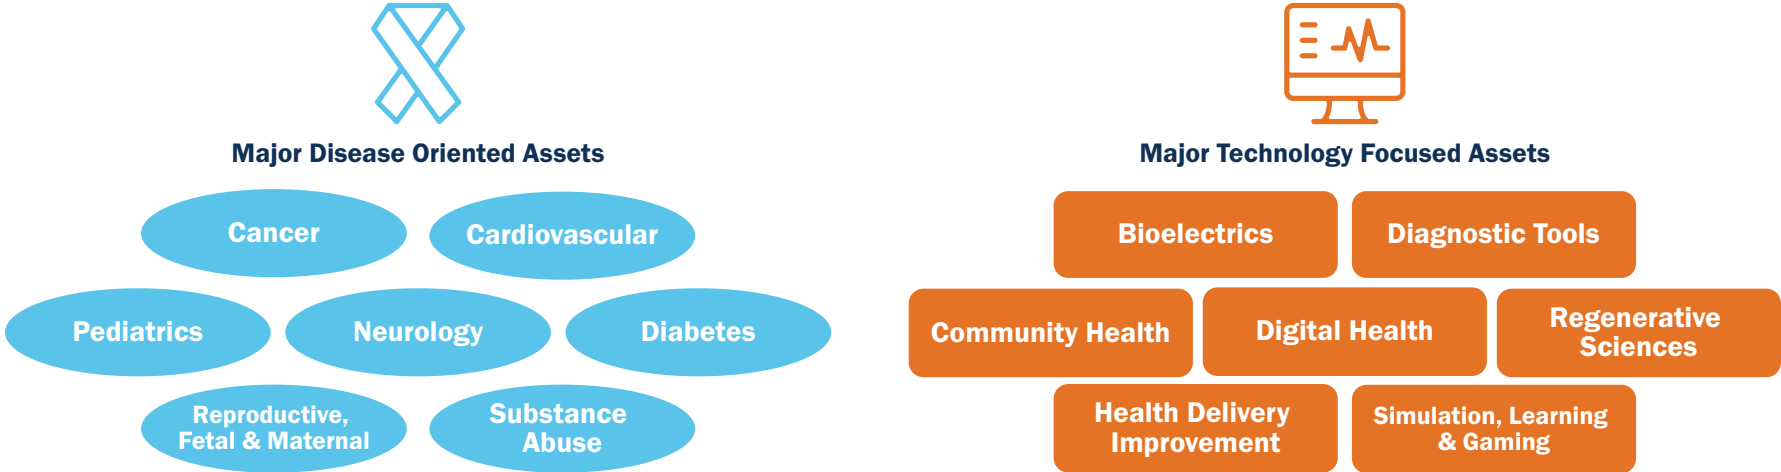 Major Disease Oriented Assets
Cancer
Cardiovascular
Pediatrics
Neurology
Diabetes
Reproductive,
Fetal & Maternal
Substance
Abuse
Major Technology Focused Assets
Bioelectrics
Diagnostic Tools
Community Health
Digital Health
Regenerative
Sciences
Health Delivery
Improvement
Simulation, Learning
& Gaming